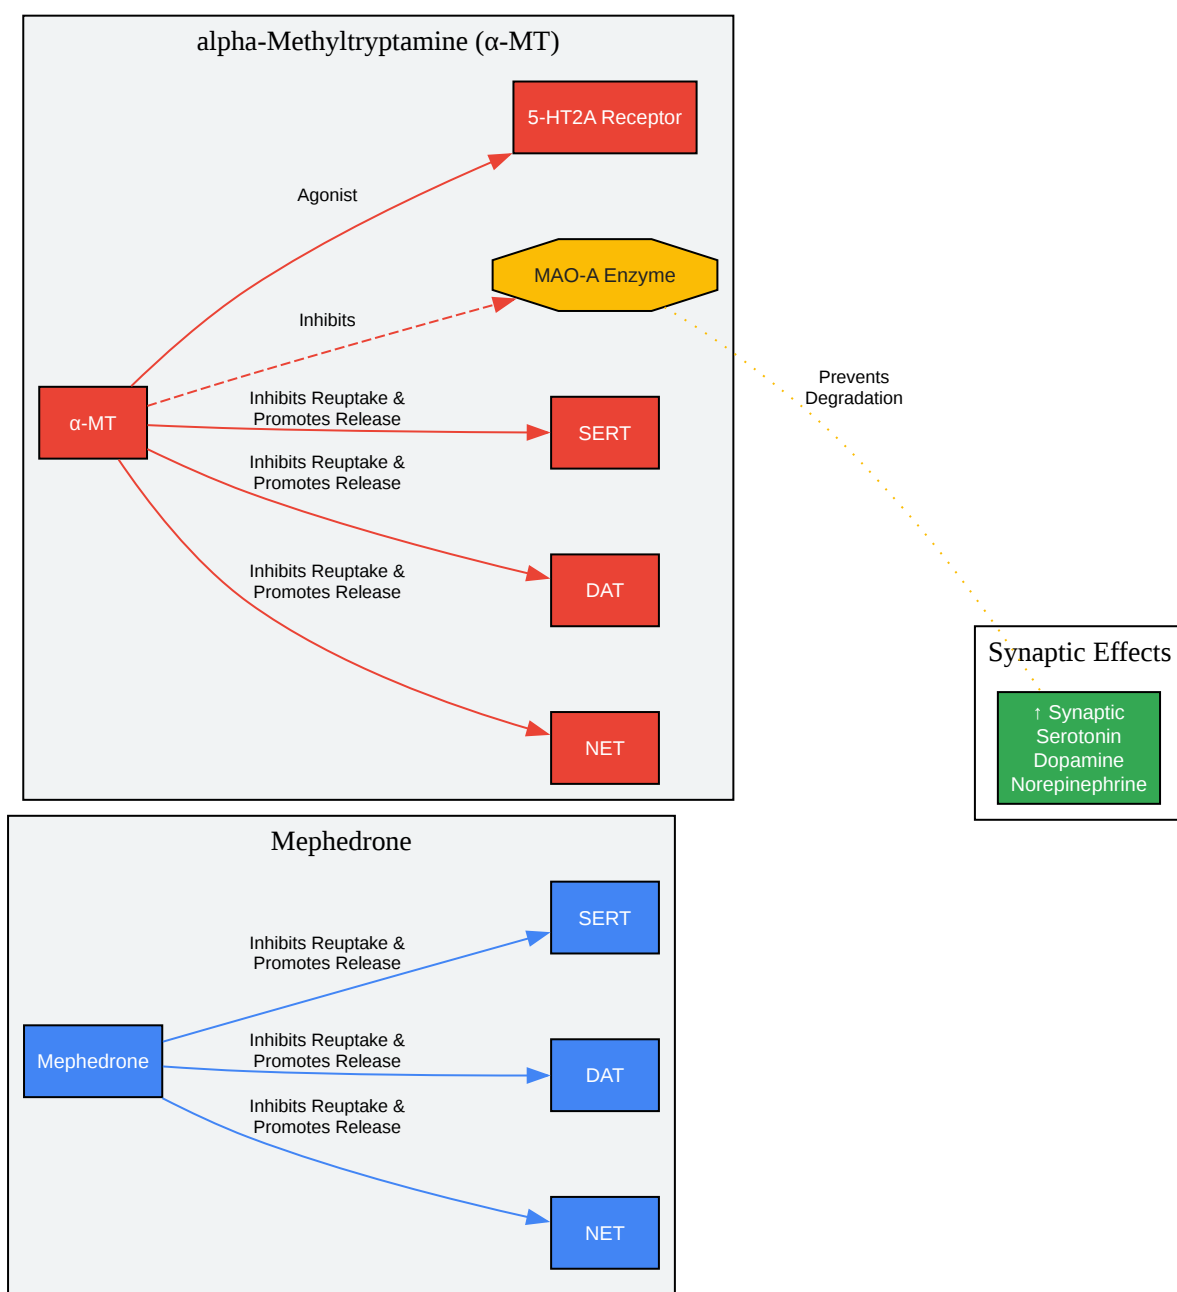 alpha-Methyltryptamine (α-MT)
5-HT2A Receptor
Agonist
MAO-A Enzyme
Inhibits
Prevents
Degradation
Inhibits Reuptake &
Promotes Release
α-MT
SERT
Inhibits Reuptake &
Promotes Release
DAT
Inhibits Reuptake &
Promotes Release
NET
Synaptic Effects
↑ Synaptic
Serotonin
Dopamine
Norepinephrine
Mephedrone
SERT
Inhibits Reuptake &
Promotes Release
Mephedrone
Inhibits Reuptake &
Promotes Release
DAT
Inhibits Reuptake &
Promotes Release
NET